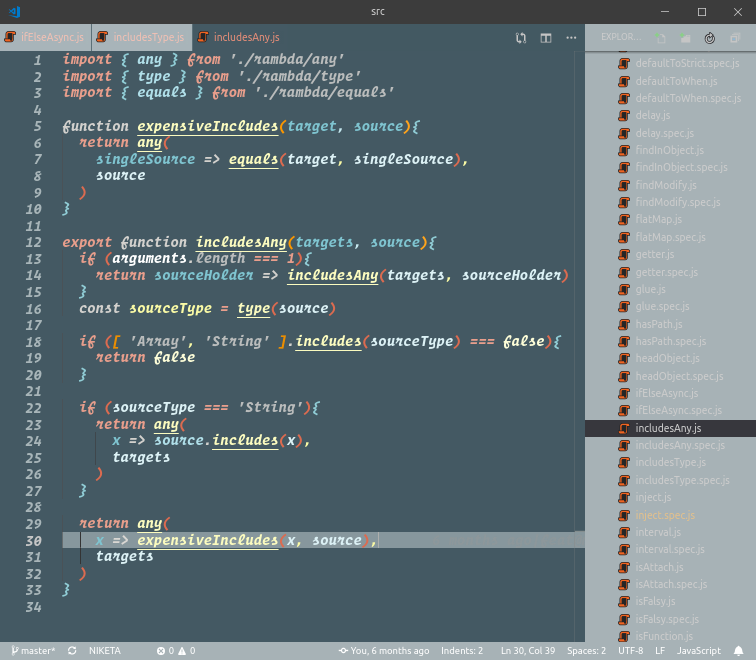 src
ifElseAsync.js
includesType.js
includesAny.js
EXPLOR...
1 import { any } from './rambda/any'
2 import { type } from './rambda/type'
3 import { equals } from './rambda/equals'
4
5 function expensiveIncludes(target, source){
6 return any(
7 singleSource => equals(target, singleSource),
8 source
9 )
10 }
11
12 export function includesAny(targets, source){
13 if (arguments.length === 1){
14 return sourceHolder => includesAny(targets, sourceHolder)
15 }
16 const sourceType = type(source)
17
18 if ([ 'Array', 'String' ].includes(sourceType) === false){
19 return false
20 }
21
22 if (sourceType === 'String'){
23 return any(
24 x => source.includes(x),
25 targets
26 )
27 }
28
29 return any(
30 x => expensiveIncludes(x, source),
31 targets
32 )
33 }
34
defaultToStrict.spec.js
defaultToWhen.js
defaultToWhen.spec.js
delay.js
delay.spec.js
findInObject.js
findInObject.spec.js
findModify.js
findModify.spec.js
flatMap.js
flatMap.spec.js
getter.js
getter.spec.js
glue.js
glue.spec.js
hasPath.js
hasPath.spec.js
headObject.js
headObject.spec.js
ifElseAsync.js
ifElseAsync.spec.js
includesAny.js
includesAny.spec.js
includesType.js
includesType.spec.js
inject.js
inject.spec.js
interval.js
interval.spec.js
isAttach.js
isAttach.spec.js
isFalsy.js
isFalsy.spec.js
isFunction.js
master* NIKETA 0 0 You, 6 months ago Indents: 2 Ln 30, Col 39 Spaces: 2 UTF-8 LF JavaScript